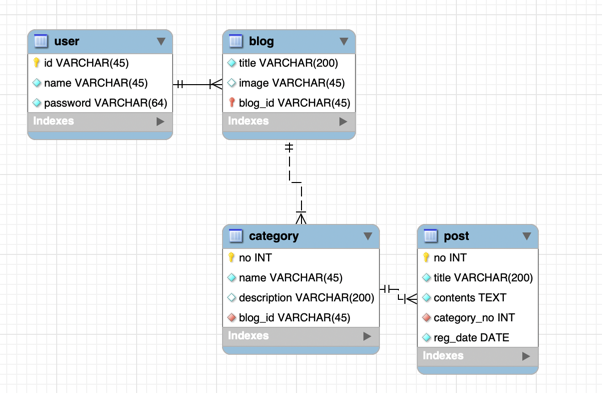 user
id VARCHAR(45)
name VARCHAR(45)
password VARCHAR(64)
Indexes
blog
title VARCHAR(200)
image VARCHAR(45)
blog_id VARCHAR(45)
Indexes
category
no INT
name VARCHAR(45)
description VARCHAR(200)
blog_id VARCHAR(45)
Indexes
post
no INT
title VARCHAR(200)
contents TEXT
category_no INT
reg_date DATE
Indexes